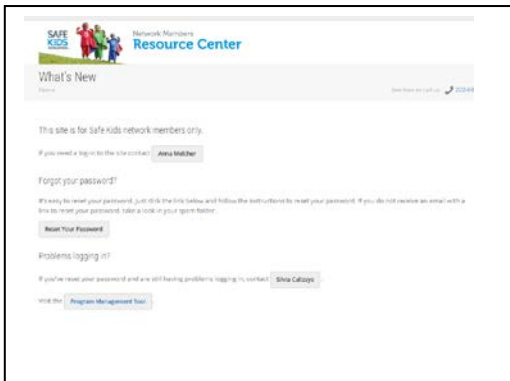 SAFE
KIDS
Network Members
Resource Center
What's New
Home
This site is for Safe Kids network members only.
If you need a log-in to the site contact Anna Melcher
Forgot your password?
It's easy to reset your password. Just click the link below and follow the instructions to reset your password. If you do not receive an email with a
link to reset your password, take a look in your spam folder.
Reset Your Password
Problems logging in?
If you've reset your password and are still having problems logging in, contact Silvia
Visit the Program Management Tool